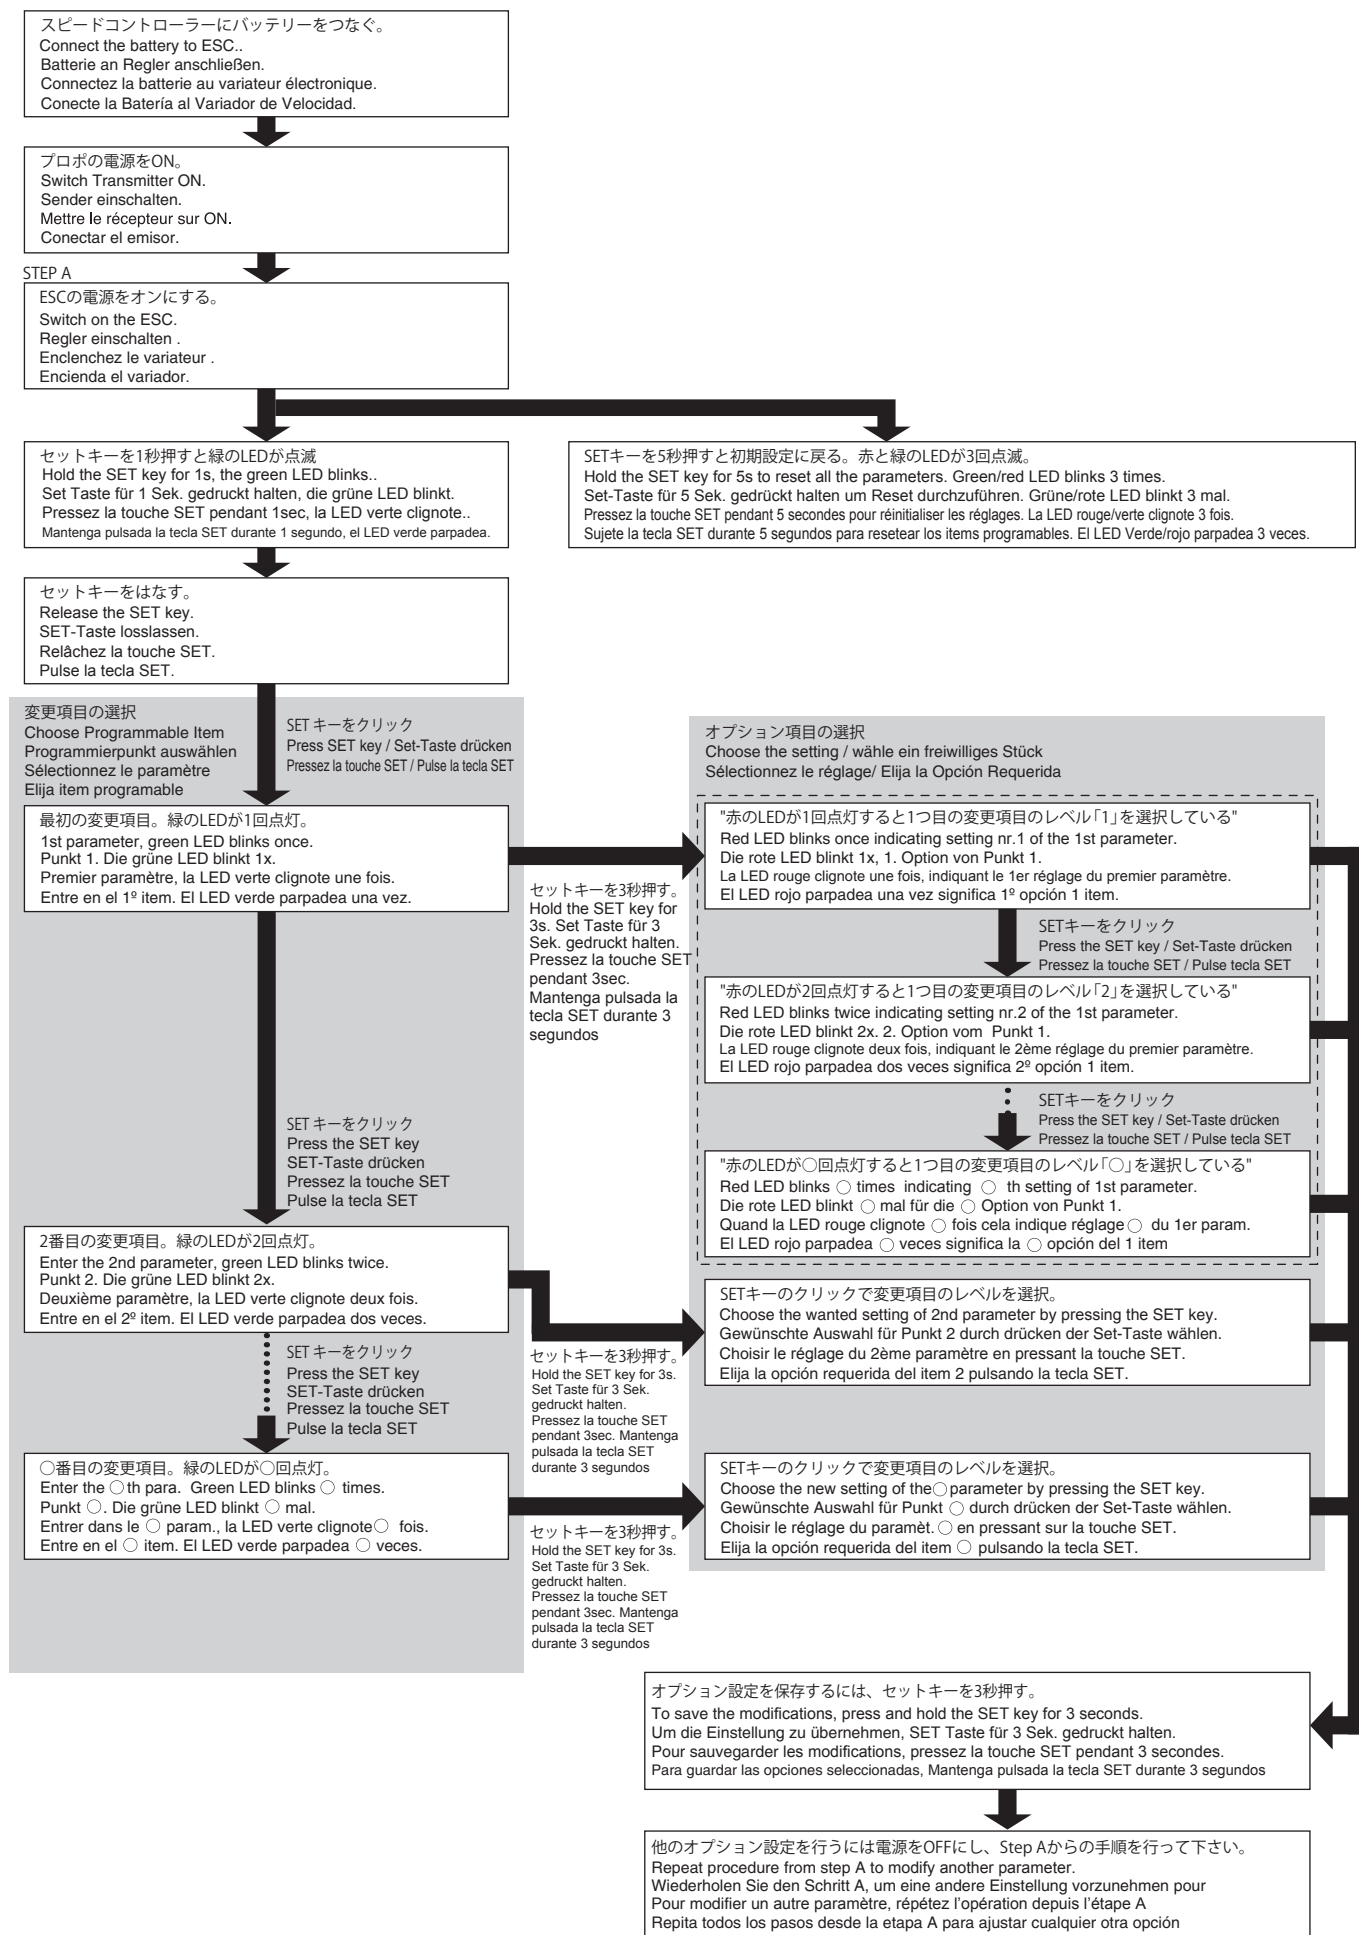 スピードコントローラーにバッテリーをつなぐ。
Connect the battery to ESC..
Batterie an Regler anschließen.
Connectez la batterie au variateur électronique.
Conecte la Batería al Variador de Velocidad.
プロポの電源をON。
Switch Transmitter ON.
Sender einschalten.
Mettre le récepteur sur ON.
Conectar el emisor.
STEP A
ESCの電源をオンにする。
Switch on the ESC.
Regler einschalten .
Enclenchez le variateur .
Encienda el variador.
セットキーを1秒押すと緑のLEDが点滅
Hold the SET key for 1s, the green LED blinks..
Set Taste für 1 Sek. gedruckt halten, die grüne LED blinkt.
Pressez la touche SET pendant 1sec, la LED verte clignote..
Mantenga pulsada la tecla SET durante 1 segundo, el LED verde parpadea.
SETキーを5秒押すと初期設定に戻る。赤と緑のLEDが3回点滅。
Hold the SET key for 5s to reset all the parameters. Green/red LED blinks 3 times.
Set-Taste für 5 Sek. gedrückt halten um Reset durchzuführen. Grüne/rote LED blinkt 3 mal.
Pressez la touche SET pendant 5 secondes pour réinitialiser les réglages. La LED rouge/verte clignote 3 fois.
Sujete la tecla SET durante 5 segundos para resetear los items programables. El LED Verde/rojo parpadea 3 veces.
セットキーをはなす。
Release the SET key.
SET-Taste losslassen.
Relâchez la touche SET.
Pulse la tecla SET.
変更項目の選択
Choose Programmable Item
Programmierpunkt auswählen
Sélectionnez le paramètre
Elija item programable
SET キーをクリック
Press SET key / Set-Taste drücken
Pressez la touche SET / Pulse la tecla SET
最初の変更項目。緑のLEDが1回点灯。
1st parameter, green LED blinks once.
Punkt 1. Die grüne LED blinkt 1x.
Premier paramètre, la LED verte clignote une fois.
Entre en el 1º item. El LED verde parpadea una vez.
セットキーを3秒押す。
Hold the SET key for
3s. Set Taste für 3
Sek. gedruckt halten.
Pressez la touche SET
pendant 3sec.
Mantenga pulsada la
tecla SET durante 3
segundos
オプション項目の選択
Choose the setting / wähle ein freiwilliges Stück
Sélectionnez le réglage/ Elija la Opción Requerida
"赤のLEDが1回点灯すると1つ目の変更項目のレベル「1」を選択している"
Red LED blinks once indicating setting nr.1 of the 1st parameter.
Die rote LED blinkt 1x, 1. Option von Punkt 1.
La LED rouge clignote une fois, indiquant le 1er réglage du premier paramètre.
El LED rojo parpadea una vez significa 1º opción 1 item.
SETキーをクリック
Press the SET key / Set-Taste drücken
Pressez la touche SET / Pulse tecla SET
"赤のLEDが2回点灯すると1つ目の変更項目のレベル「2」を選択している"
Red LED blinks twice indicating setting nr.2 of the 1st parameter.
Die rote LED blinkt 2x. 2. Option vom Punkt 1.
La LED rouge clignote deux fois, indiquant le 2ème réglage du premier paramètre.
El LED rojo parpadea dos veces significa 2º opción 1 item.
SETキーをクリック
Press the SET key / Set-Taste drücken
Pressez la touche SET / Pulse tecla SET
"赤のLEDが○回点灯すると1つ目の変更項目のレベル「○」を選択している"
Red LED blinks ○ times indicating ○ th setting of 1st parameter.
Die rote LED blinkt ○ mal für die ○ Option von Punkt 1.
Quand la LED rouge clignote ○ fois cela indique réglage○ du 1er param.
El LED rojo parpadea ○ veces significa la ○ opción del 1 item
SET キーをクリック
Press the SET key
SET-Taste drücken
Pressez la touche SET
Pulse la tecla SET
2番目の変更項目。緑のLEDが2回点灯。
Enter the 2nd parameter, green LED blinks twice.
Punkt 2. Die grüne LED blinkt 2x.
Deuxième paramètre, la LED verte clignote deux fois.
Entre en el 2º item. El LED verde parpadea dos veces.
セットキーを3秒押す。
Hold the SET key for 3s.
Set Taste für 3 Sek.
gedruckt halten.
Pressez la touche SET
pendant 3sec. Mantenga
pulsada la tecla SET
durante 3 segundos
SETキーのクリックで変更項目のレベルを選択。
Choose the wanted setting of 2nd parameter by pressing the SET key.
Gewünschte Auswahl für Punkt 2 durch drücken der Set-Taste wählen.
Choisir le réglage du 2ème paramètre en pressant la touche SET.
Elija la opción requerida del item 2 pulsando la tecla SET.
SET キーをクリック
Press the SET key
SET-Taste drücken
Pressez la touche SET
Pulse la tecla SET
○番目の変更項目。緑のLEDが○回点灯。
Enter the ○th para. Green LED blinks ○ times.
Punkt ○. Die grüne LED blinkt ○ mal.
Entrer dans le ○ param., la LED verte clignote○ fois.
Entre en el ○ item. El LED verde parpadea ○ veces.
セットキーを3秒押す。
Hold the SET key for 3s.
Set Taste für 3 Sek.
gedruckt halten.
Pressez la touche SET
pendant 3sec. Mantenga
pulsada la tecla SET
durante 3 segundos
SETキーのクリックで変更項目のレベルを選択。
Choose the new setting of the○parameter by pressing the SET key.
Gewünschte Auswahl für Punkt ○ durch drücken der Set-Taste wählen.
Choisir le réglage du paramèt. ○ en pressant sur la touche SET.
Elija la opción requerida del item ○ pulsando la tecla SET.
オプション設定を保存するには、セットキーを3秒押す。
To save the modifications, press and hold the SET key for 3 seconds.
Um die Einstellung zu übernehmen, SET Taste für 3 Sek. gedruckt halten.
Pour sauvegarder les modifications, pressez la touche SET pendant 3 secondes.
Para guardar las opciones seleccionadas, Mantenga pulsada la tecla SET durante 3 segundos
他のオプション設定を行うには電源をOFFにし、Step Aからの手順を行って下さい。
Repeat procedure from step A to modify another parameter.
Wiederholen Sie den Schritt A, um eine andere Einstellung vorzunehmen pour
Pour modifier un autre paramètre, répétez l'opération depuis l'étape A
Repita todos los pasos desde la etapa A para ajustar cualquier otra opción